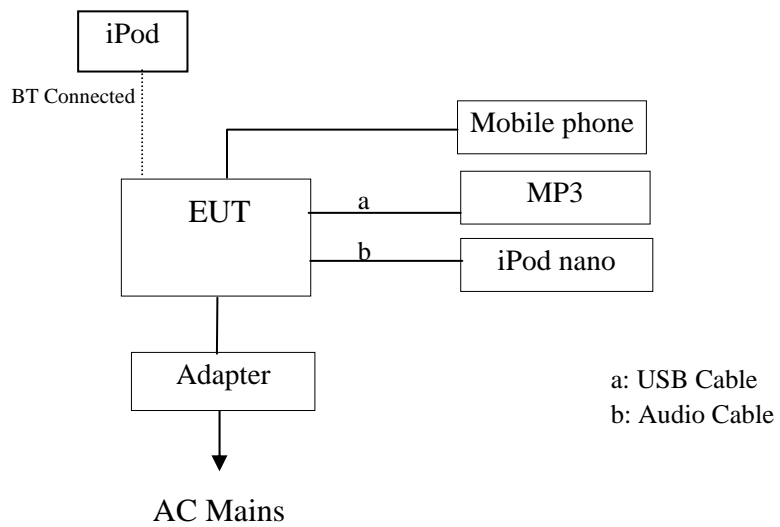 iPod
BT Connected
Mobile phone
EUT
a
MP3
b
iPod nano
Adapter
a: USB Cable
b: Audio Cable
AC Mains